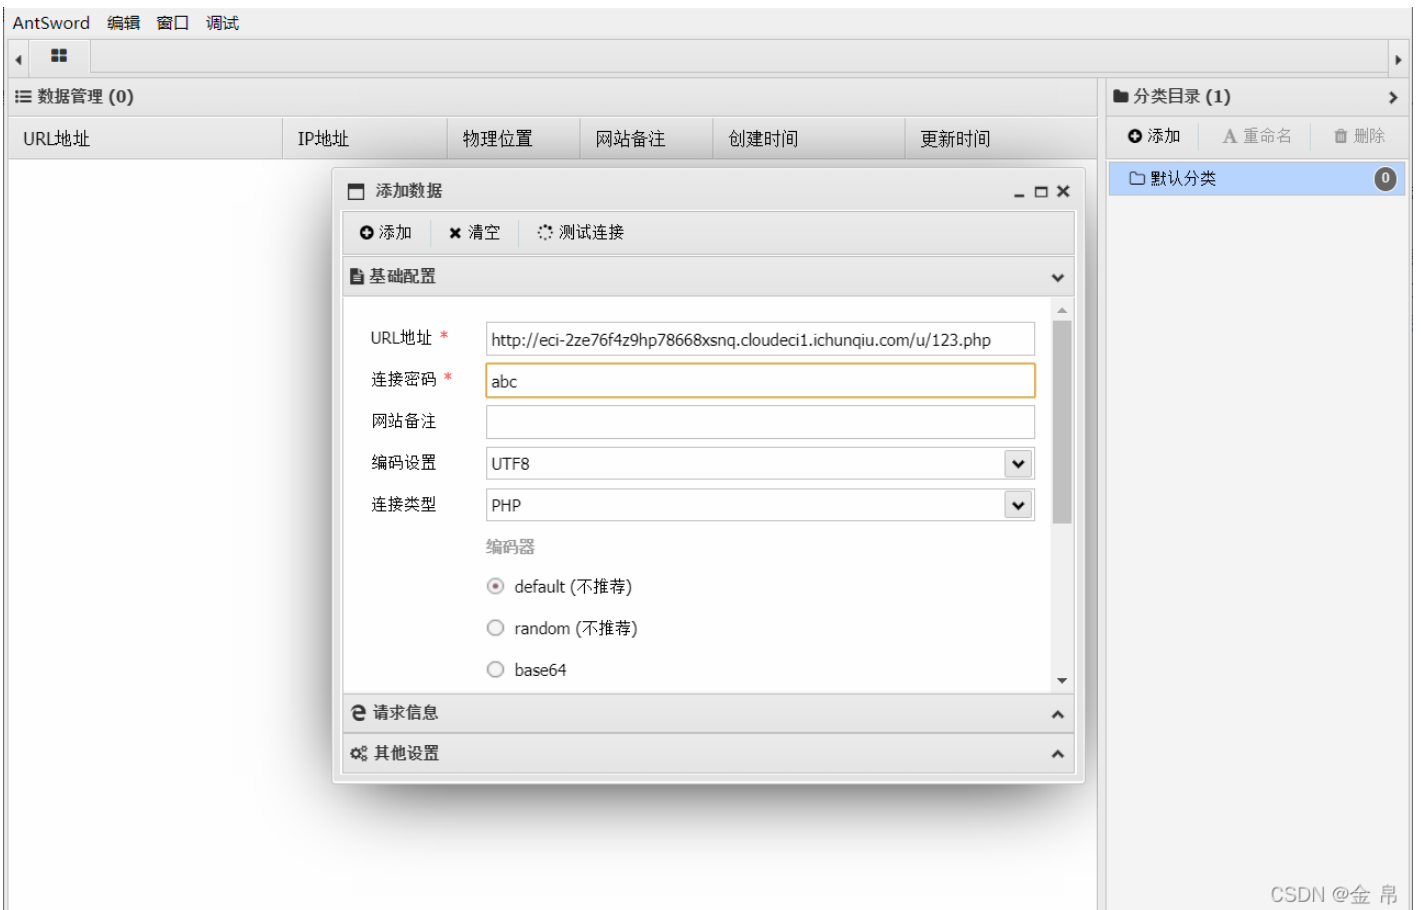 AntSword 编辑 窗口 调试
数据管理 (0)
分类目录 (1)
URL地址 IP地址 物理位置 网站备注 创建时间 更新时间
添加 重命名 删除
默认分类 0
添加数据
添加 清空 测试连接
基础配置
URL地址 * http://eci-2ze76f4z9hp78668xsnq.cloudeci1.ichunqiu.com/u/123.php
连接密码 * abc
网站备注
编码设置 UTF8
连接类型 PHP
编码器
default (不推荐)
random (不推荐)
base64
请求信息
其他设置
CSDN @金 帛